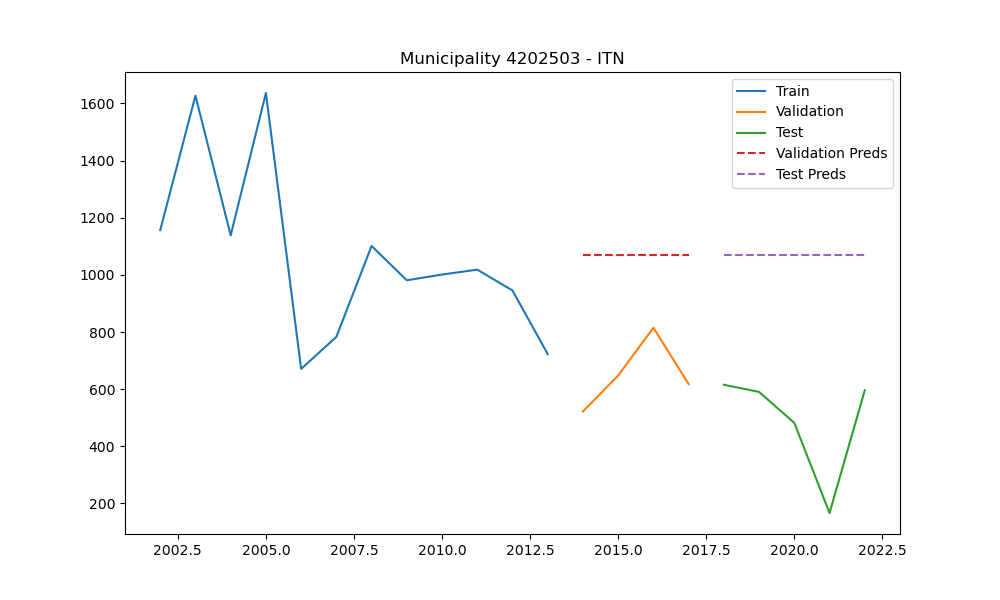 Municipality 4202503 - ITN
Train
Validation
Test
Validation Preds
Test Preds
1600
1400
1200
1000
800
600
400
200
2002.5 2005.0 2007.5 2010.0 2012.5 2015.0 2017.5 2020.0 2022.5